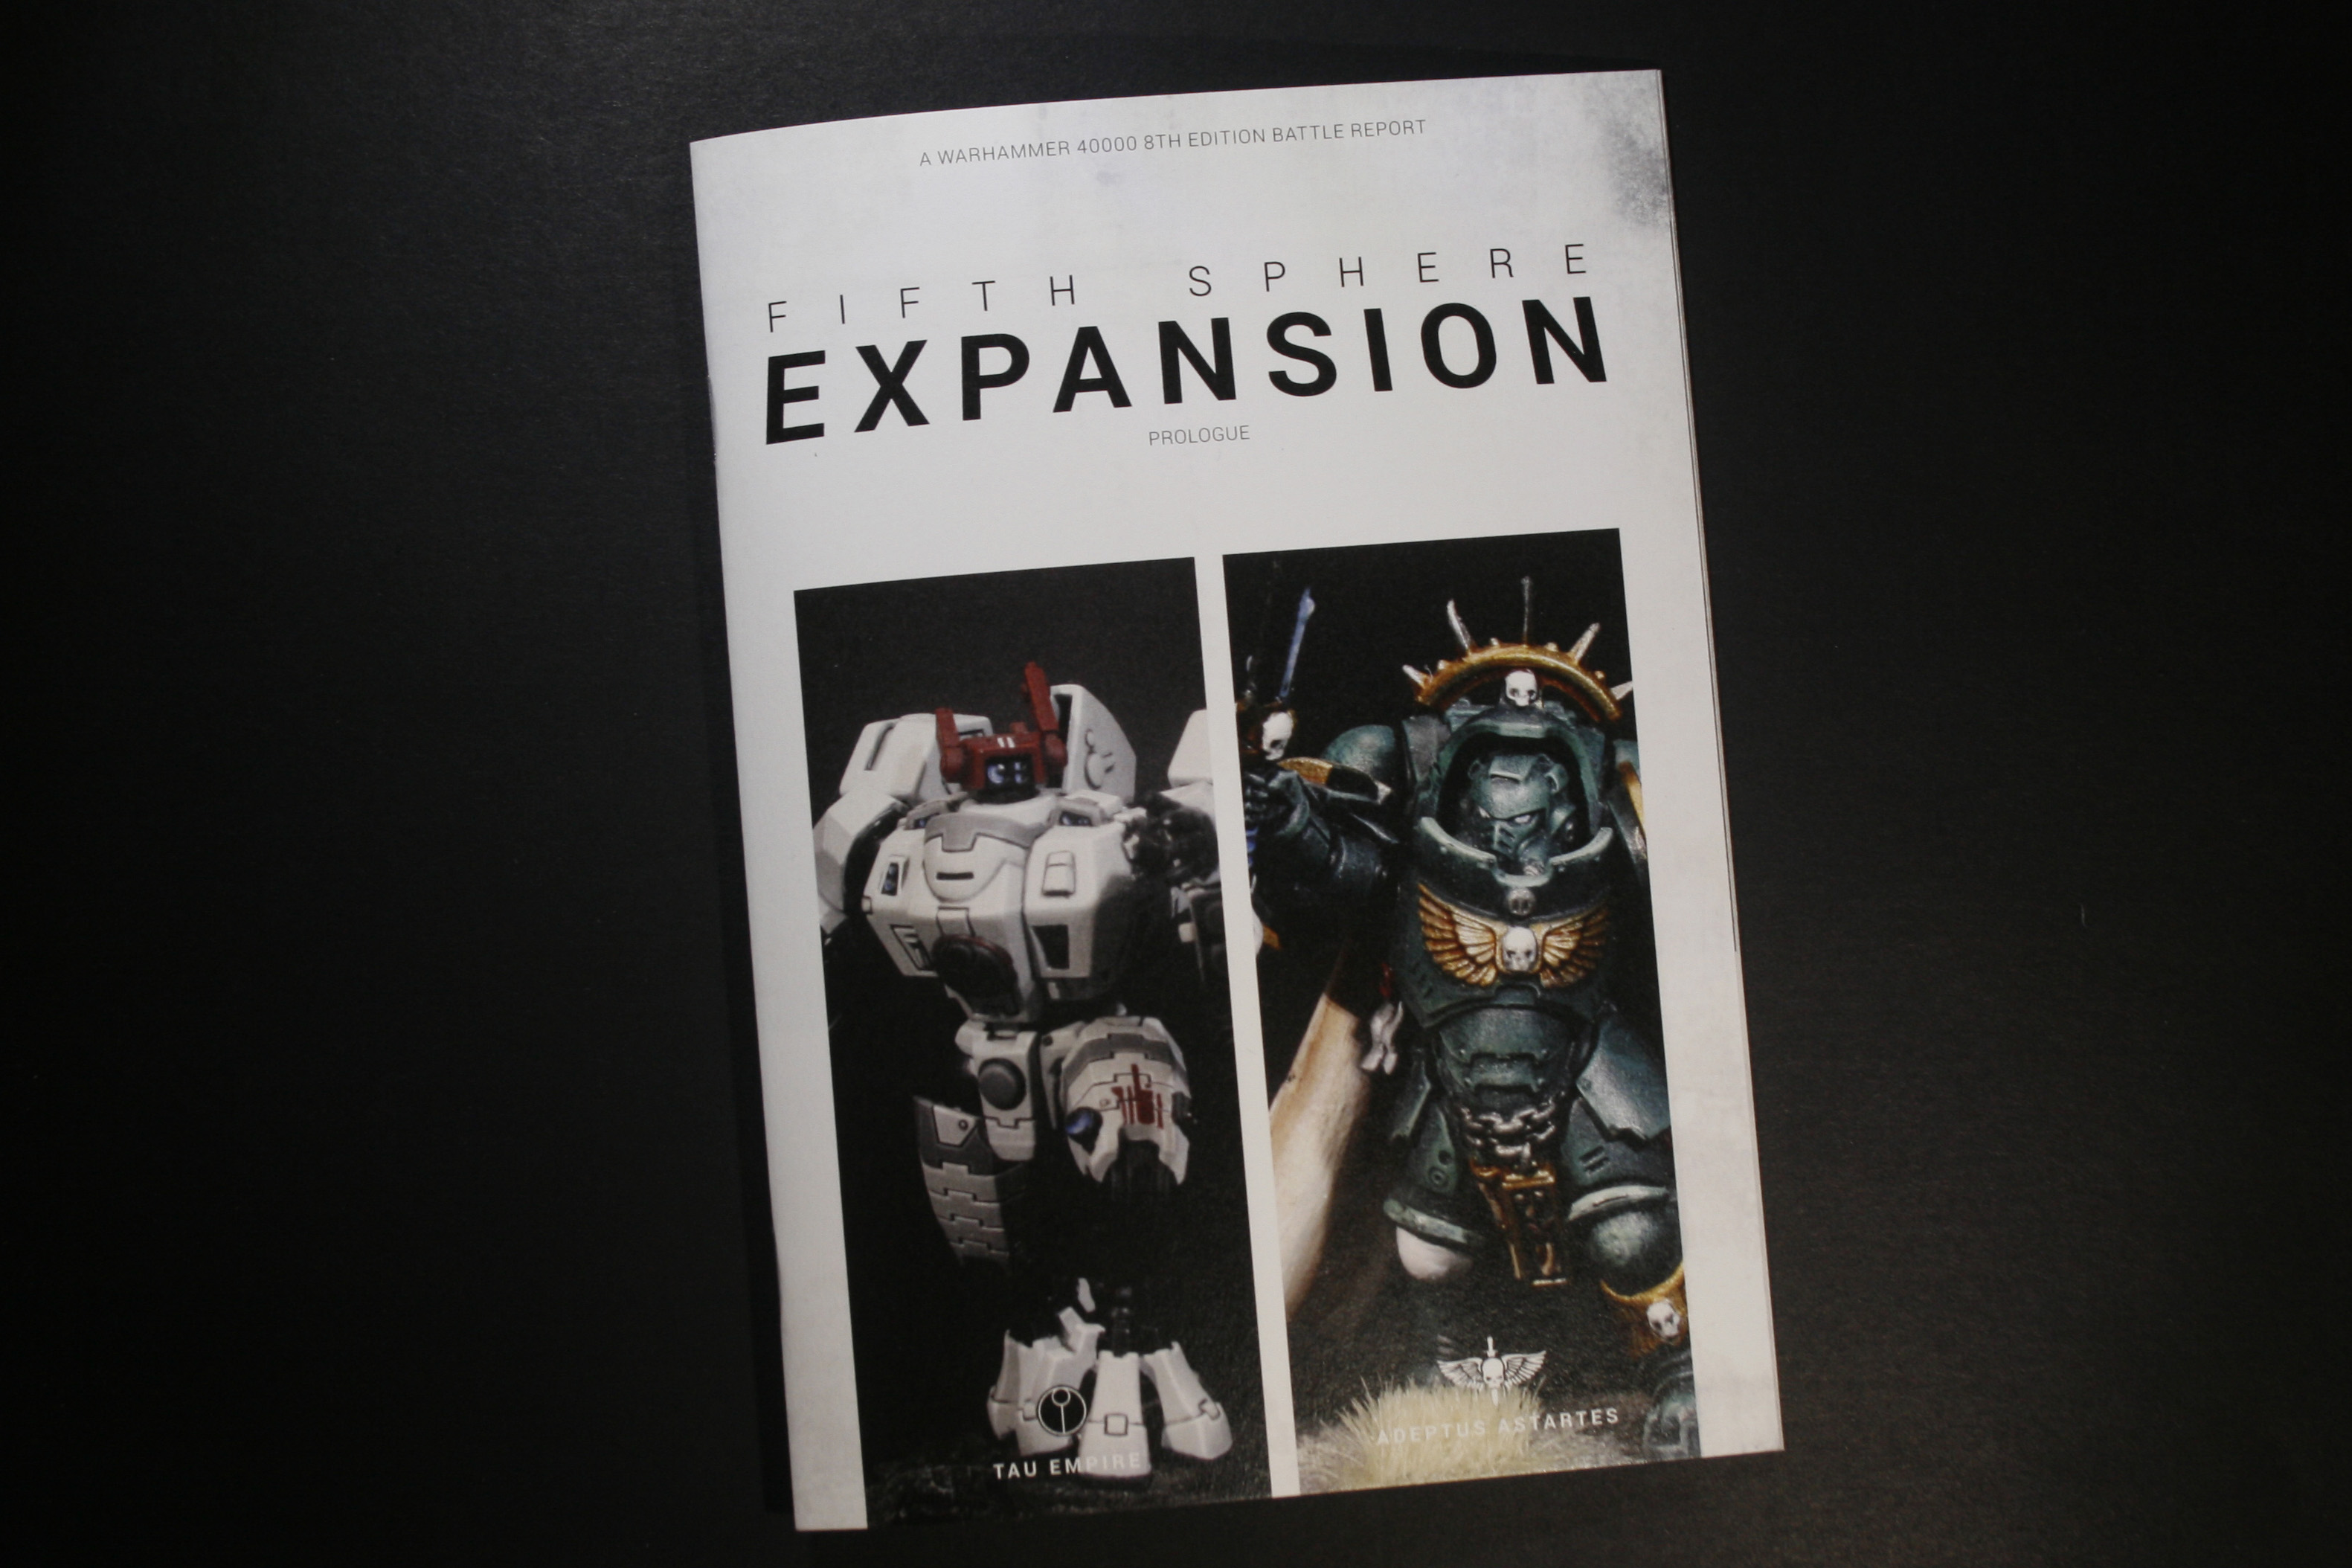 A WARHAMMER 40000 8TH EDITION BATTLE REPORT
FIFTH SPHERE
EXPANSION
PROLOGUE
TAU EMPIRE
ADEPTUS ASTARTES